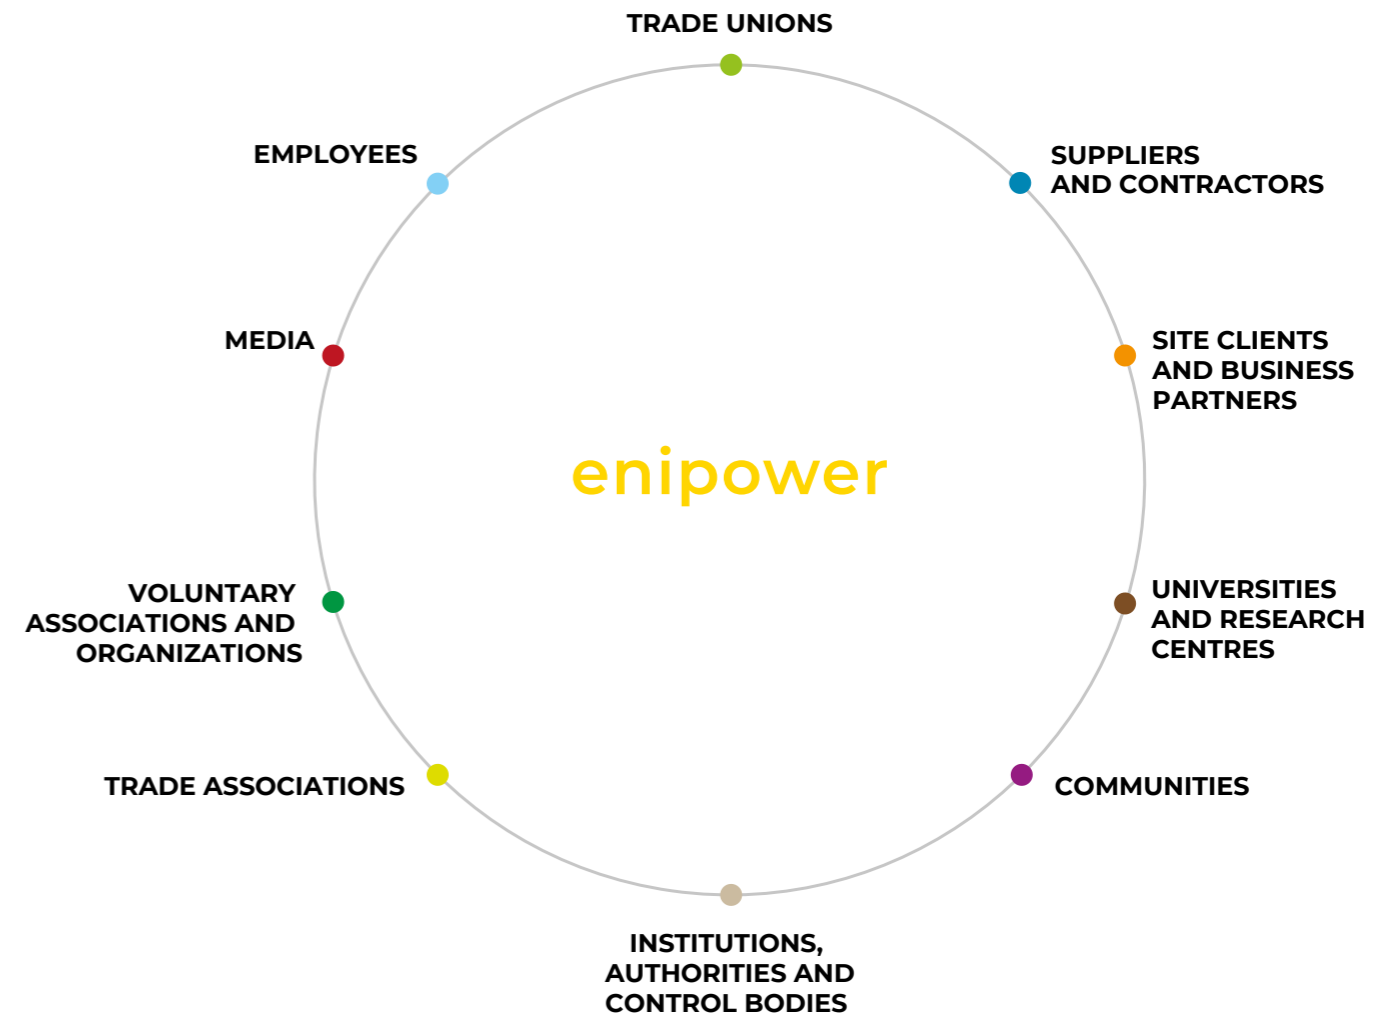 TRADE UNIONS
EMPLOYEES
SUPPLIERS
AND CONTRACTORS
MEDIA
SITE CLIENTS
AND BUSINESS
PARTNERS
enipower
VOLUNTARY
ASSOCIATIONS AND
ORGANIZATIONS
UNIVERSITIES
AND RESEARCH
CENTRES
TRADE ASSOCIATIONS
COMMUNITIES
INSTITUTIONS,
AUTHORITIES AND
CONTROL BODIES